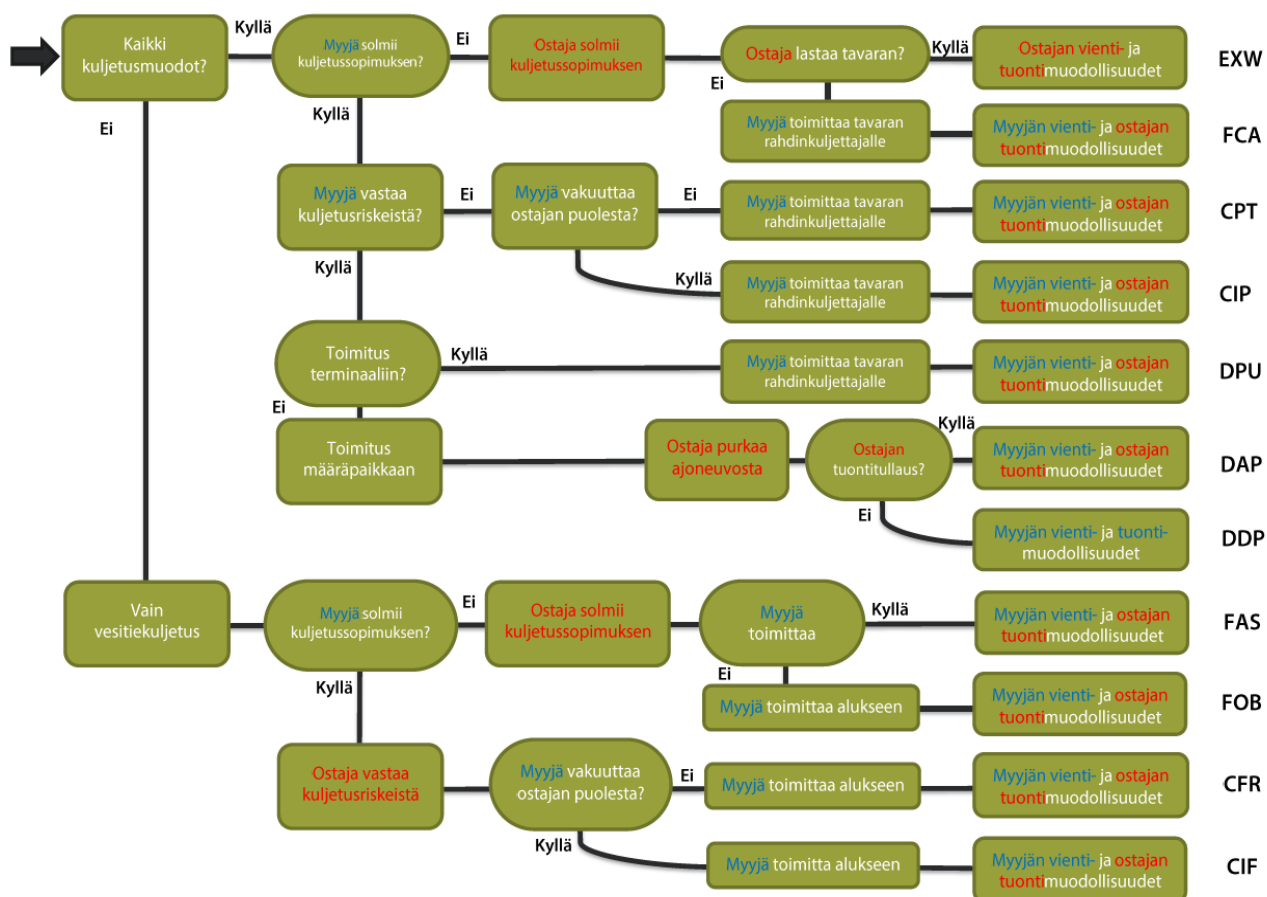 Kaikki
kuljetusmuodot?
Kyllä
Myyjä solmii
kuljetussopimuksen?
Ei
Ostaja solmii
kuljetussopimuksen
Ostaja lastaa tavaran?
Kyllä
Ostajan vienti- ja
tuontimuodollisuudet
EXW
Ei
Kyllä
Ei
Myyjä toimittaa tavaran
rahdinkuljettajalle
Myyjän vienti- ja ostajan
tuontimuodollisuudet
FCA
Myyjä vastaa
kuljetusriskeistä?
Ei
Myyjä vakuuttaa
ostajan puolesta?
Ei
Myyjä toimittaa tavaran
rahdinkuljettajalle
Myyjän vienti- ja ostajan
tuontimuodollisuudet
CPT
Kyllä
Kyllä
Myyjä toimittaa tavaran
rahdinkuljettajalle
Myyjän vienti- ja ostajan
tuontimuodollisuudet
CIP
Toimitus
terminaaliin?
Kyllä
Myyjä toimittaa tavaran
rahdinkuljettajalle
Myyjän vienti- ja ostajan
tuontimuodollisuudet
DPU
Ei
Toimitus
määräpaikkaan
Ostaja purkaa
ajoneuvosta
Ostajan
tuontitullaus?
Kyllä
Myyjän vienti- ja ostajan
tuontimuodollisuudet
DAP
Ei
Myyjän vienti- ja tuonti-
muodollisuudet
DDP
Vain
vesitiekuljetus
Myyjä solmii
kuljetussopimuksen?
Ei
Ostaja solmii
kuljetussopimuksen
Myyjä
toimittaa
Kyllä
Myyjän vienti- ja ostajan
tuontimuodollisuudet
FAS
Kyllä
Ei
Myyjä toimittaa alukseen
Myyjän vienti- ja ostajan
tuontimuodollisuudet
FOB
Ostaja vastaa
kuljetusriskeistä
Myyjä vakuuttaa
ostajan puolesta?
Ei
Myyjä toimittaa alukseen
Myyjän vienti- ja ostajan
tuontimuodollisuudet
CFR
Kyllä
Myyjä toimitta alukseen
Myyjän vienti- ja ostajan
tuontimuodollisuudet
CIF